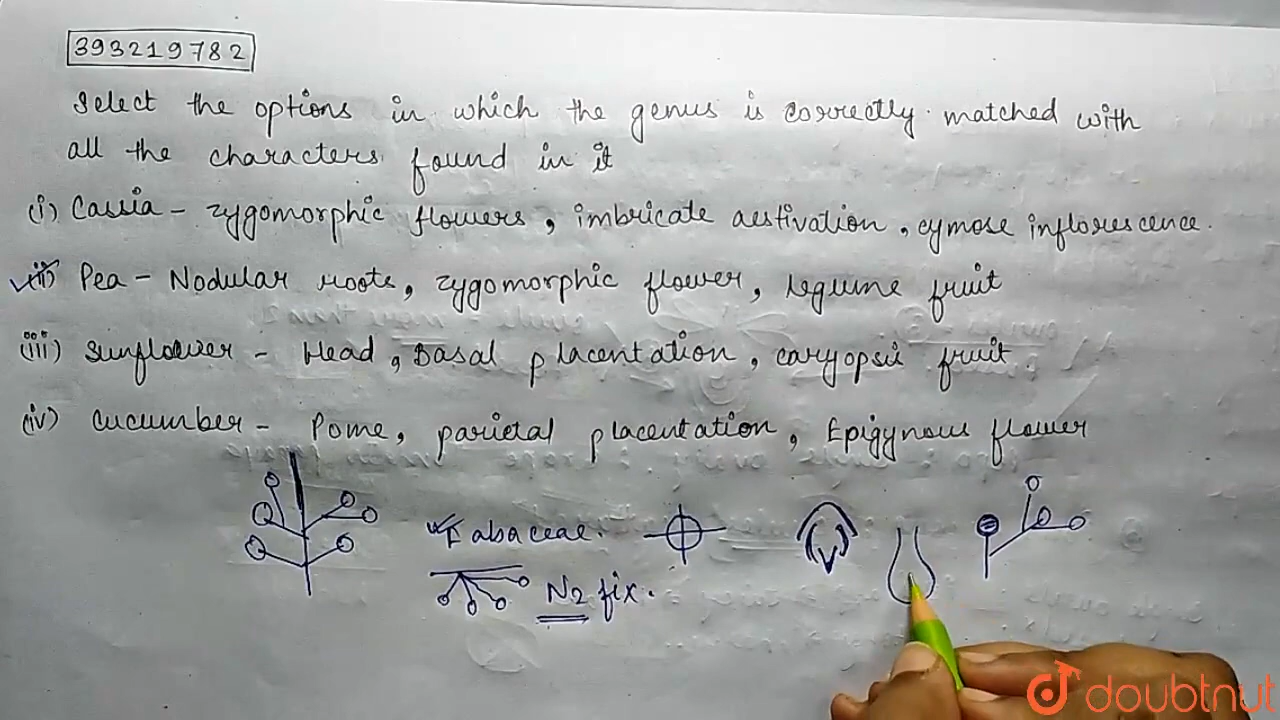 393219782
Select the options in which the genus is correctly matched with
all the characters found in it
(i) Cassia - zygomorphic flowers, imbricate aestivation, cymose inflorescence.
(ii) Pea - Nodular roots, zygomorphic flower, legume fruit
(iii) Sunflower - Head, Basal placentation, caryopsis fruit.
(iv) Cucumber - Pome, parietal placentation, Epigynous flower
Fabaceae.
N2 fix.
doubtnut